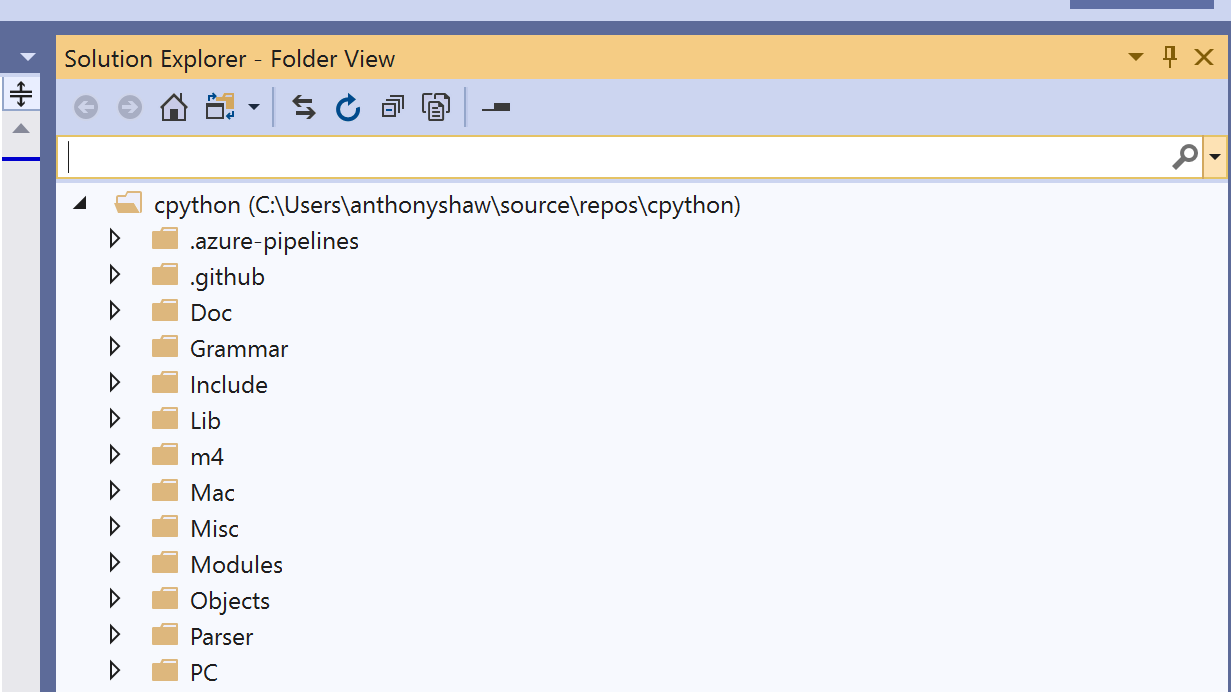 Solution Explorer - Folder View
cpython (C:\Users\anthonyshaw\source\repos\cpython)
.azure-pipelines
.github
Doc
Grammar
Include
Lib
m4
Mac
Misc
Modules
Objects
Parser
PC